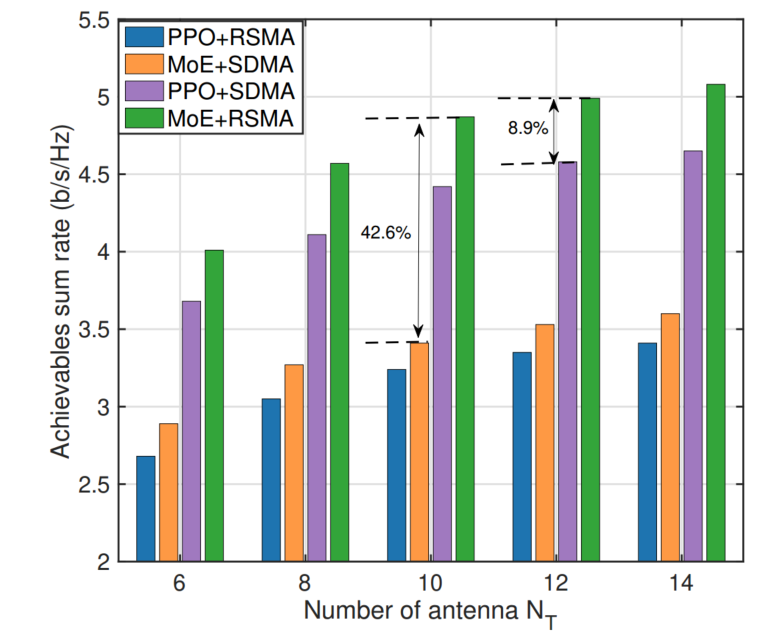 PPO+RSMA
MoE+SDMA
PPO+SDMA
MoE+RSMA
5.5
5
4.5
4
3.5
3
2.5
2
Achievables sum rate (b/s/Hz)
42.6%
8.9%
6 8 10 12 14
Number of antenna N_T